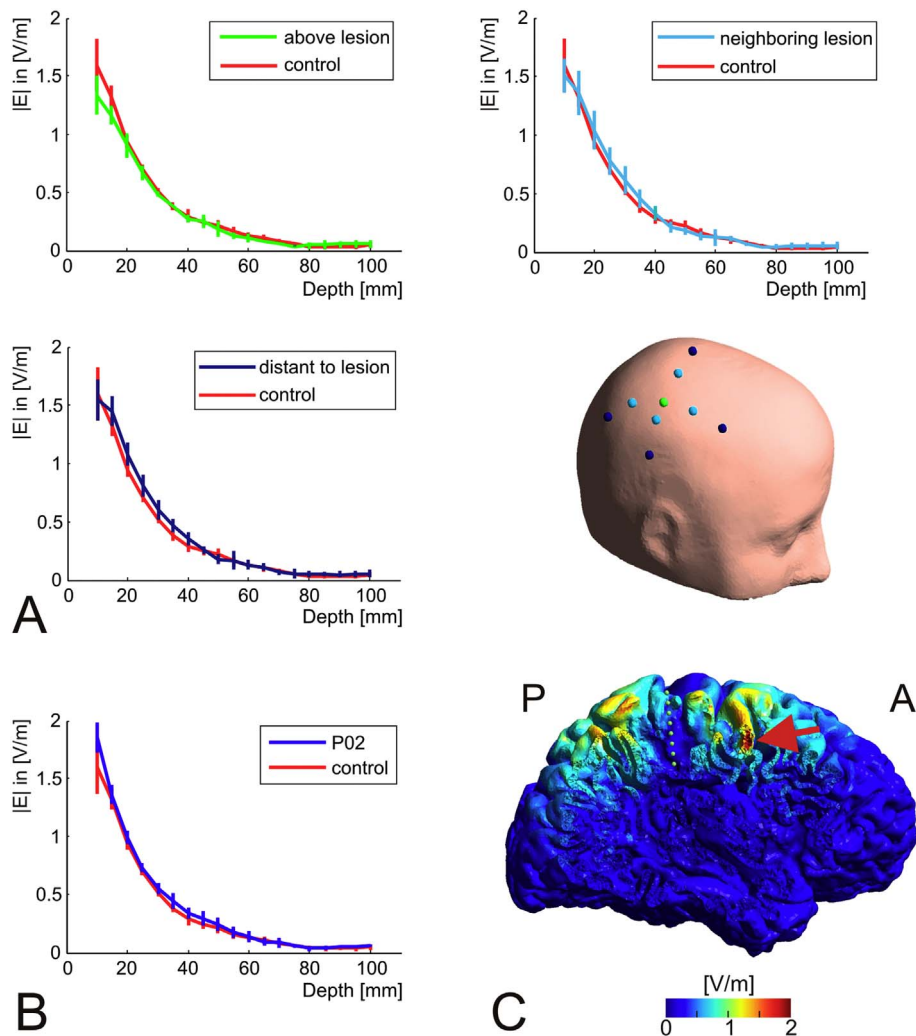 |E| in [V/m]
2
1.5
1
0.5
0
0 20 40 60 80 100
Depth [mm]
above lesion
control
|E| in [V/m]
2
1.5
1
0.5
0
0 20 40 60 80 100
Depth [mm]
neighboring lesion
control
|E| in [V/m]
2
1.5
1
0.5
0
0 20 40 60 80 100
Depth [mm]
distant to lesion
control
A
|E| in [V/m]
2
1.5
1
0.5
0
0 20 40 60 80 100
Depth [mm]
P02
control
B
P A
C
[V/m]
0 1 2